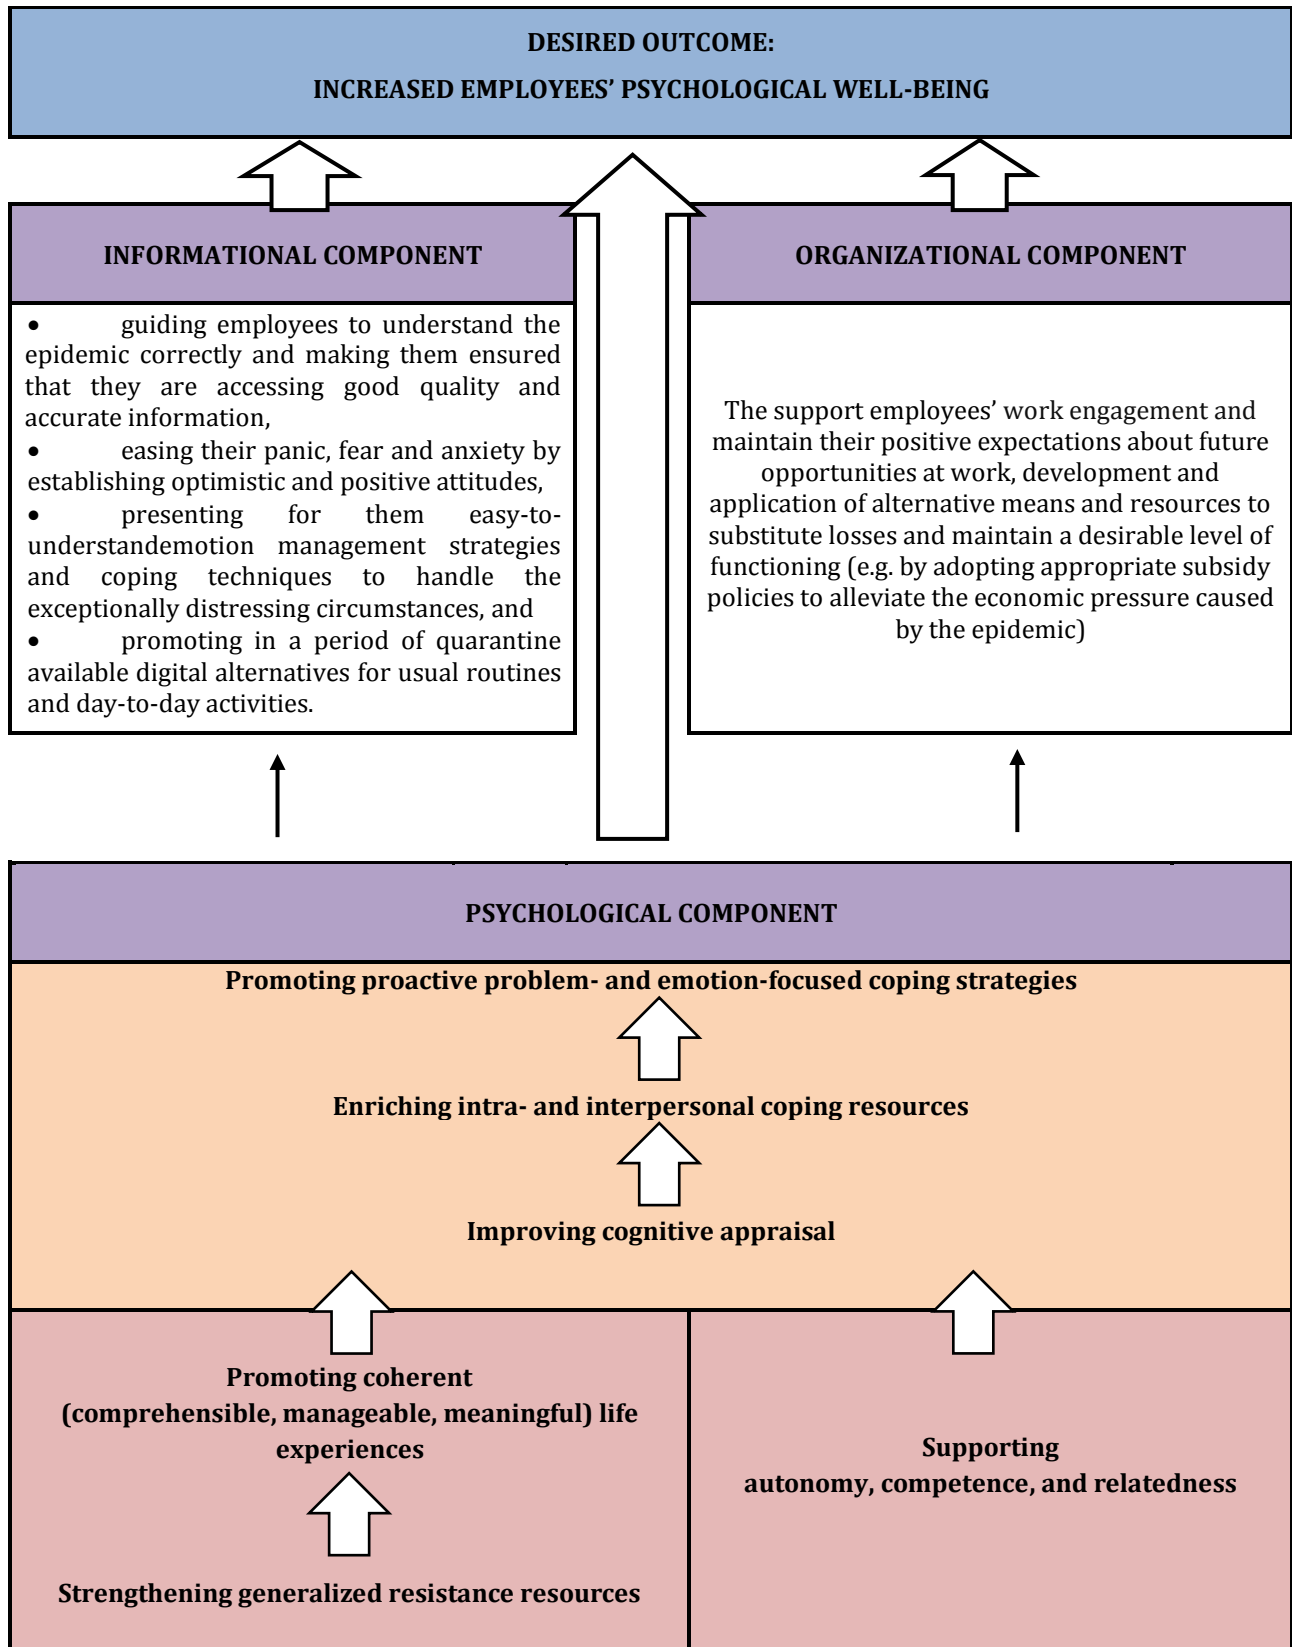 DESIRED OUTCOME:
INCREASED EMPLOYEES’ PSYCHOLOGICAL WELL-BEING
INFORMATIONAL COMPONENT
• guiding employees to understand the
epidemic correctly and making them ensured
that they are accessing good quality and
accurate information,
• easing their panic, fear and anxiety by
establishing optimistic and positive attitudes,
• presenting for them easy-to-
understandemotion management strategies
and coping techniques to handle the
exceptionally distressing circumstances, and
• promoting in a period of quarantine
available digital alternatives for usual routines
and day-to-day activities.
ORGANIZATIONAL COMPONENT
The support employees’ work engagement and
maintain their positive expectations about future
opportunities at work, development and
application of alternative means and resources to
substitute losses and maintain a desirable level of
functioning (e.g. by adopting appropriate subsidy
policies to alleviate the economic pressure caused
by the epidemic)
PSYCHOLOGICAL COMPONENT
Promoting proactive problem- and emotion-focused coping strategies
Enriching intra- and interpersonal coping resources
Improving cognitive appraisal
Promoting coherent
(comprehensible, manageable, meaningful) life
experiences
Strengthening generalized resistance resources
Supporting
autonomy, competence, and relatedness